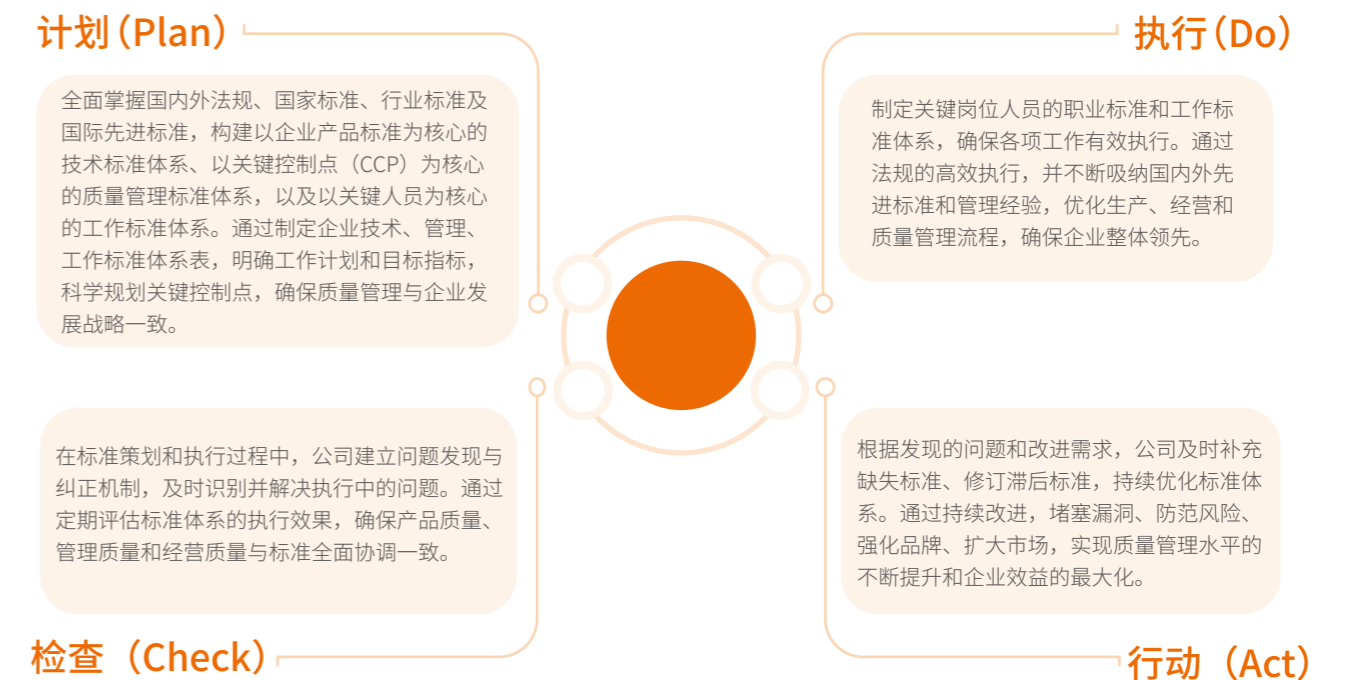 计划（Plan）
全面掌握国内外法规、国家标准、行业标准及
国际先进标准，构建以企业产品标准为核心的
技术标准体系、以关键控制点（CCP）为核心
的质量管理标准体系，以及以关键人员为核心
的工作标准体系。通过制定企业技术、管理、
工作标准体系表，明确工作计划和目标指标，
科学规划关键控制点，确保质量管理与企业发
展战略一致。
执行（Do）
制定关键岗位人员的职业标准和工作标
准体系，确保各项工作有效执行。通过
法规的高效执行，并不断吸纳国内外先
进标准和管理经验，优化生产、经营和
质量管理流程，确保企业整体领先。
在标准策划和执行过程中，公司建立问题发现与
纠正机制，及时识别并解决执行中的问题。通过
定期评估标准体系的执行效果，确保产品质量、
管理质量和经营质量与标准全面协调一致。
检查（Check）
根据发现的问题和改进需求，公司及时补充
缺失标准、修订滞后标准，持续优化标准体
系。通过持续改进，堵塞漏洞、防范风险、
强化品牌、扩大市场，实现质量管理水平的
不断提升和企业效益的最大化。
行动（Act）